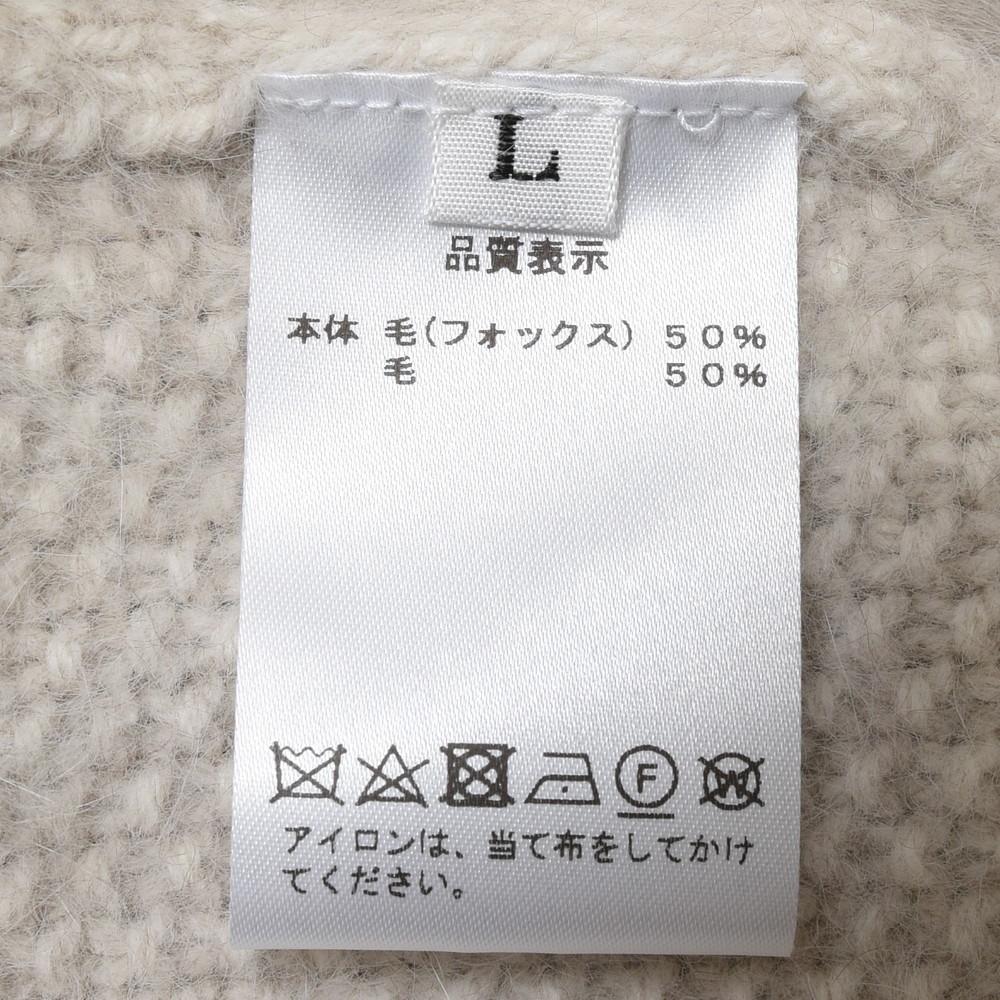 L
品質表示
本体 毛(フォックス) 50%
毛 50%
F W
アイロンは、当て布をしてかけ
てください。